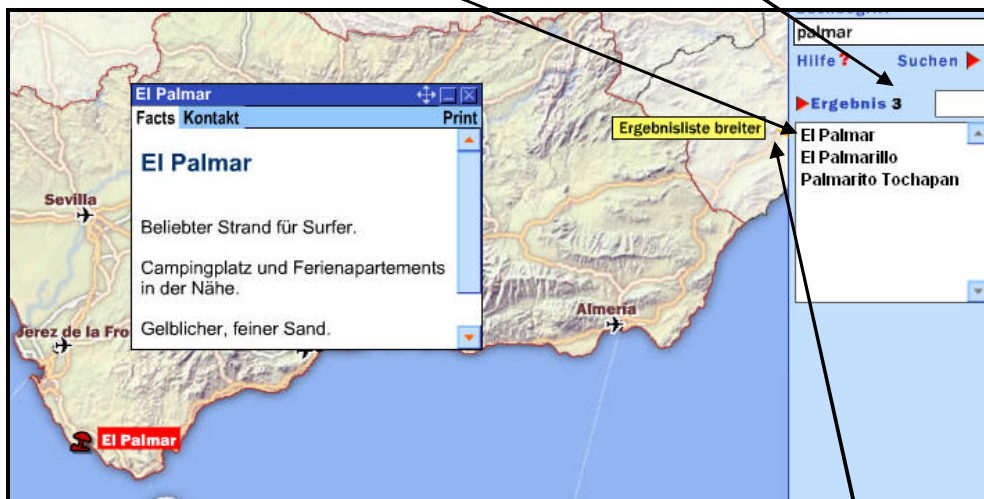 palmar
Hilfe? Suchen
Ergebnis 3
El Palmar
El Palmarillo
Palmarito Tochapan
Ergebnisliste breiter
El Palmar
Facts Kontakt Print
El Palmar
Beliebter Strand für Surfer.
Campingplatz und Ferienapartements
in der Nähe.
Gelblicher, feiner Sand.
Sevilla
Jerez de la Fro
Almería
El Palmar